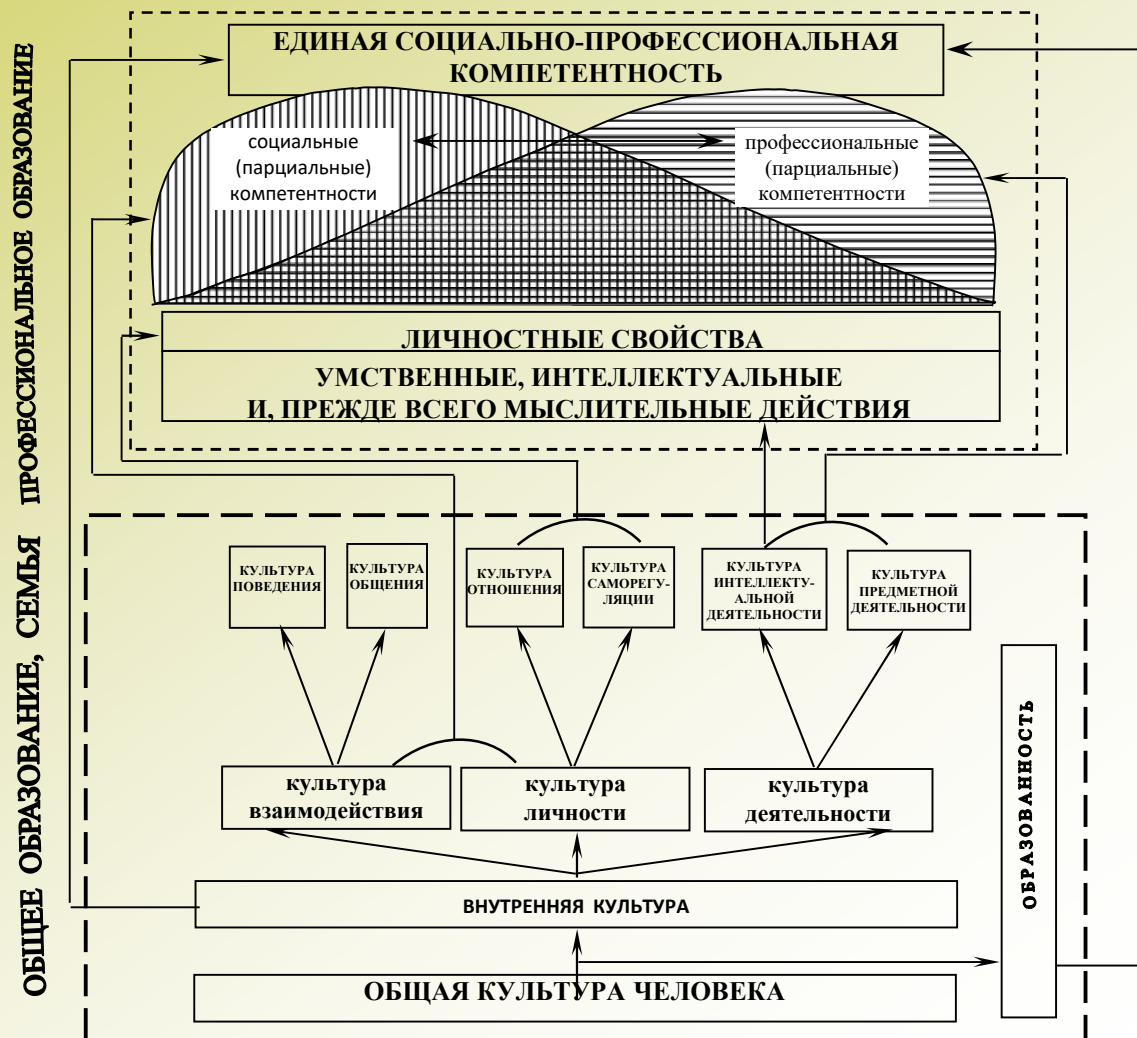 ЕДИНАЯ СОЦИАЛЬНО-ПРОФЕССИОНАЛЬНАЯ
КОМПЕТЕНТНОСТЬ
социальные
(парциальные)
компетентности
профессиональные
(парциальные)
компетентности
ЛИЧНОСТНЫЕ СВОЙСТВА
УМСТВЕННЫЕ, ИНТЕЛЛЕКТУАЛЬНЫЕ
И, ПРЕЖДЕ ВСЕГО МЫСЛИТЕЛЬНЫЕ ДЕЙСТВИЯ
ОБЩЕЕ ОБРАЗОВАНИЕ, СЕМЬЯ ПРОФЕССИОНАЛЬНОЕ ОБРАЗОВАНИЕ
КУЛЬТУРА
ПОВЕДЕНИЯ
КУЛЬТУРА
ОБЩЕНИЯ
КУЛЬТУРА
ОТНОШЕНИЯ
КУЛЬТУРА
САМОРЕГУ-
ЛЯЦИИ
КУЛЬТУРА
ИНТЕЛЛЕКТУ-
АЛЬНОЙ
ДЕЯТЕЛЬНОСТИ
КУЛЬТУРА
ПРЕДМЕТНОЙ
ДЕЯТЕЛЬНОСТИ
культура
взаимодействия
культура
личности
культура
деятельности
ОБРАЗОВАННОСТЬ
ВНУТРЕННЯЯ КУЛЬТУРА
ОБЩАЯ КУЛЬТУРА ЧЕЛОВЕКА